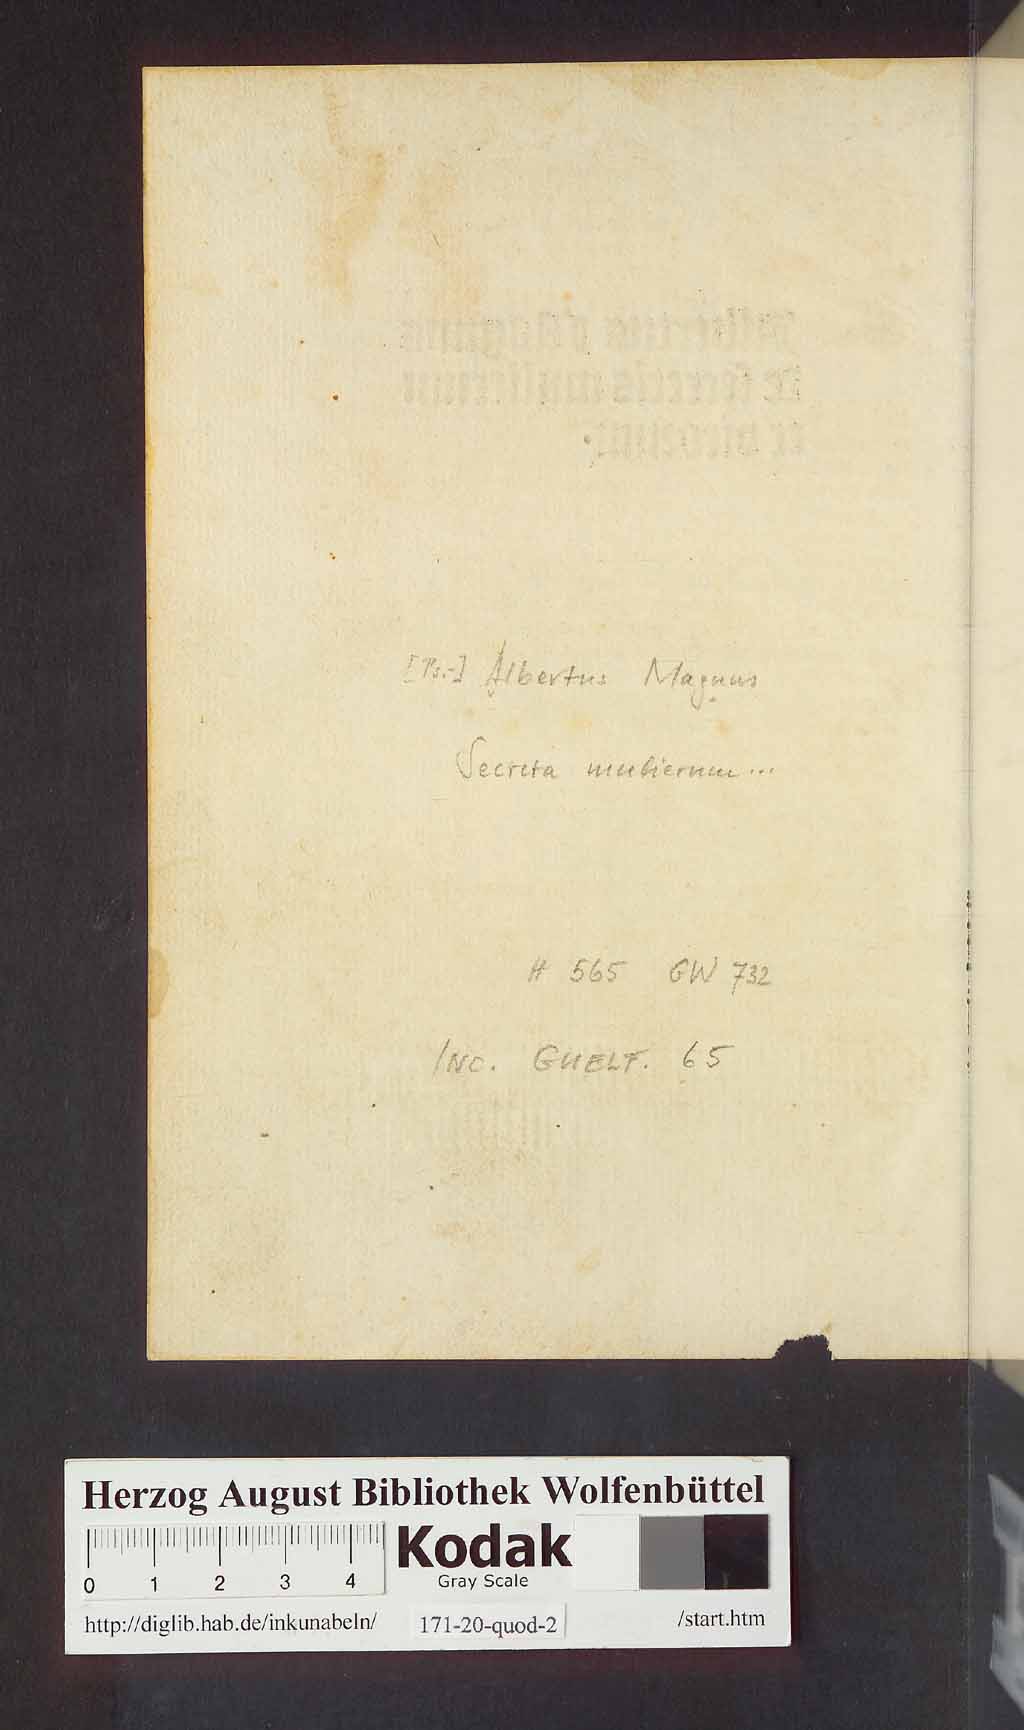 [Ps.-] Albertus Magnus
Secreta mulierum...
H 565 GW 732
INC. GUELF. 65
Herzog August Bibliothek Wolfenbüttel
0 1 2 3 4
Kodak
Gray Scale
http://diglib.hab.de/inkunabeln/ 171-20-quod-2 /start.htm